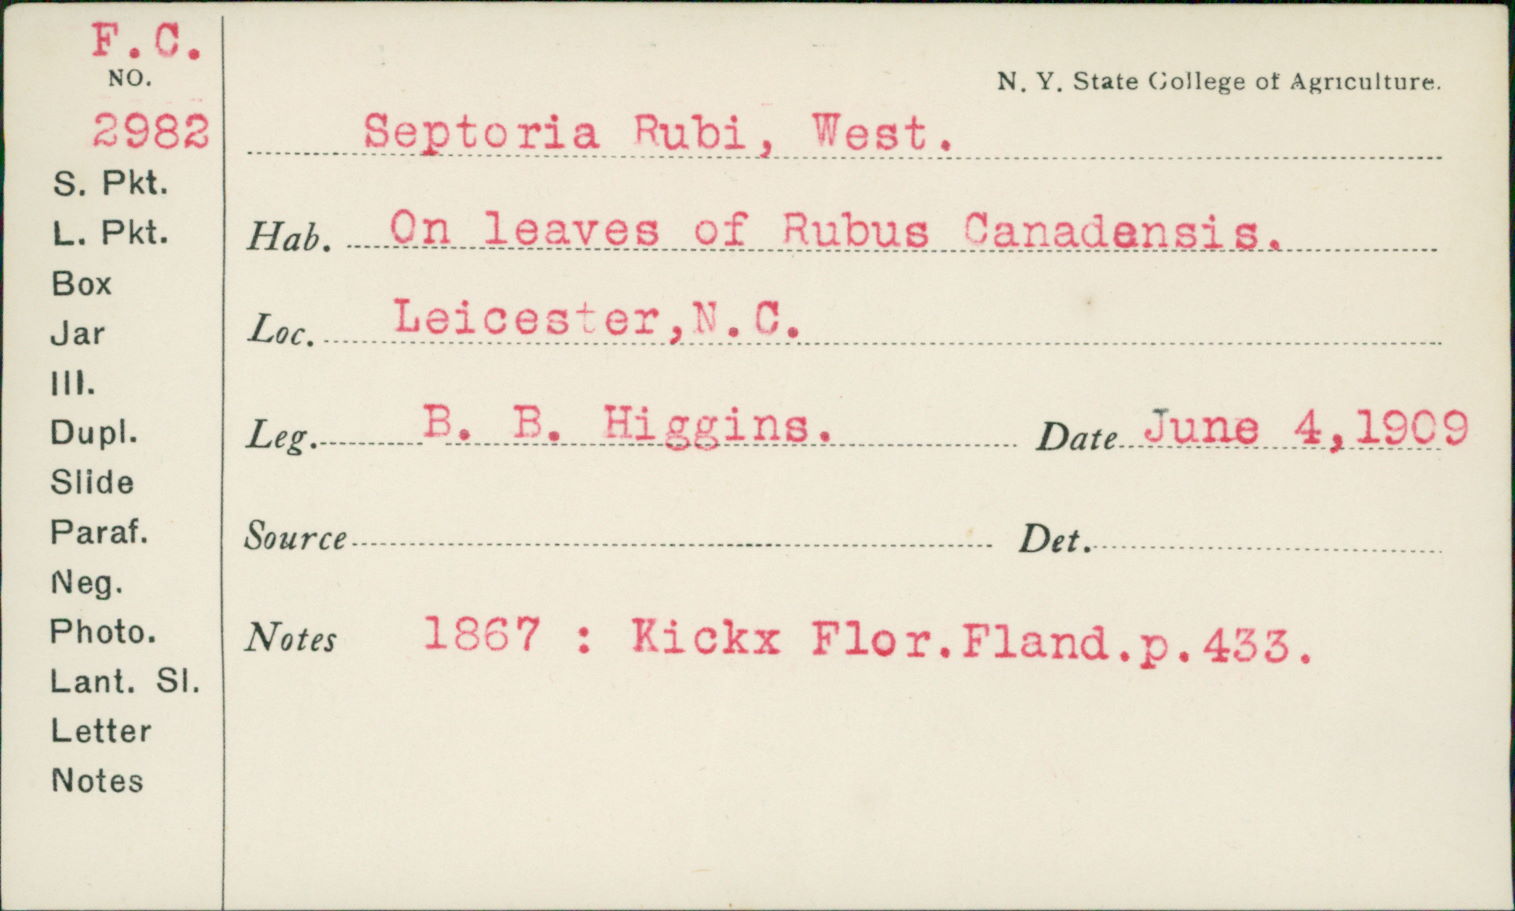 F.C.
NO.
2982
S. Pkt.
L. Pkt.
Box
Jar
Ill.
Dupl.
Slide
Paraf.
Neg.
Photo.
Lant. Sl.
Letter
Notes
N. Y. State College of Agriculture.
Septoria Rubi, West.
Hab. On leaves of Rubus Canadensis.
Loc. Leicester,N.C.
Leg. B. B. Higgins. Date June 4,1909
Source Det.
Notes 1867 : Kickx Flor.Fland.p.433.